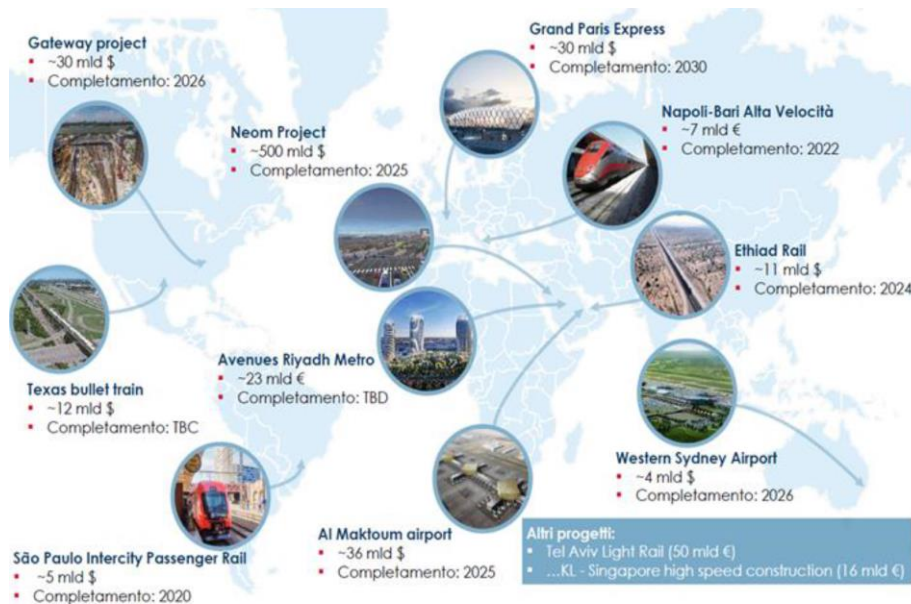 Gateway project
~30 mld $
Completamento: 2026
Grand Paris Express
~30 mld $
Completamento: 2030
Neom Project
~500 mld $
Completamento: 2025
Napoli-Bari Alta Velocità
~7 mld €
Completamento: 2022
Ethiad Rail
~11 mld $
Completamento: 2024
Texas bullet train
~12 mld $
Completamento: TBC
Avenues Riyadh Metro
~23 mld €
Completamento: TBD
Western Sydney Airport
~4 mld $
Completamento: 2026
São Paulo Intercity Passenger Rail
~5 mld $
Completamento: 2020
Al Maktoum airport
~36 mld $
Completamento: 2025
Altri progetti:
Tel Aviv Light Rail (50 mld €)
...KL - Singapore high speed construction (16 mld €)